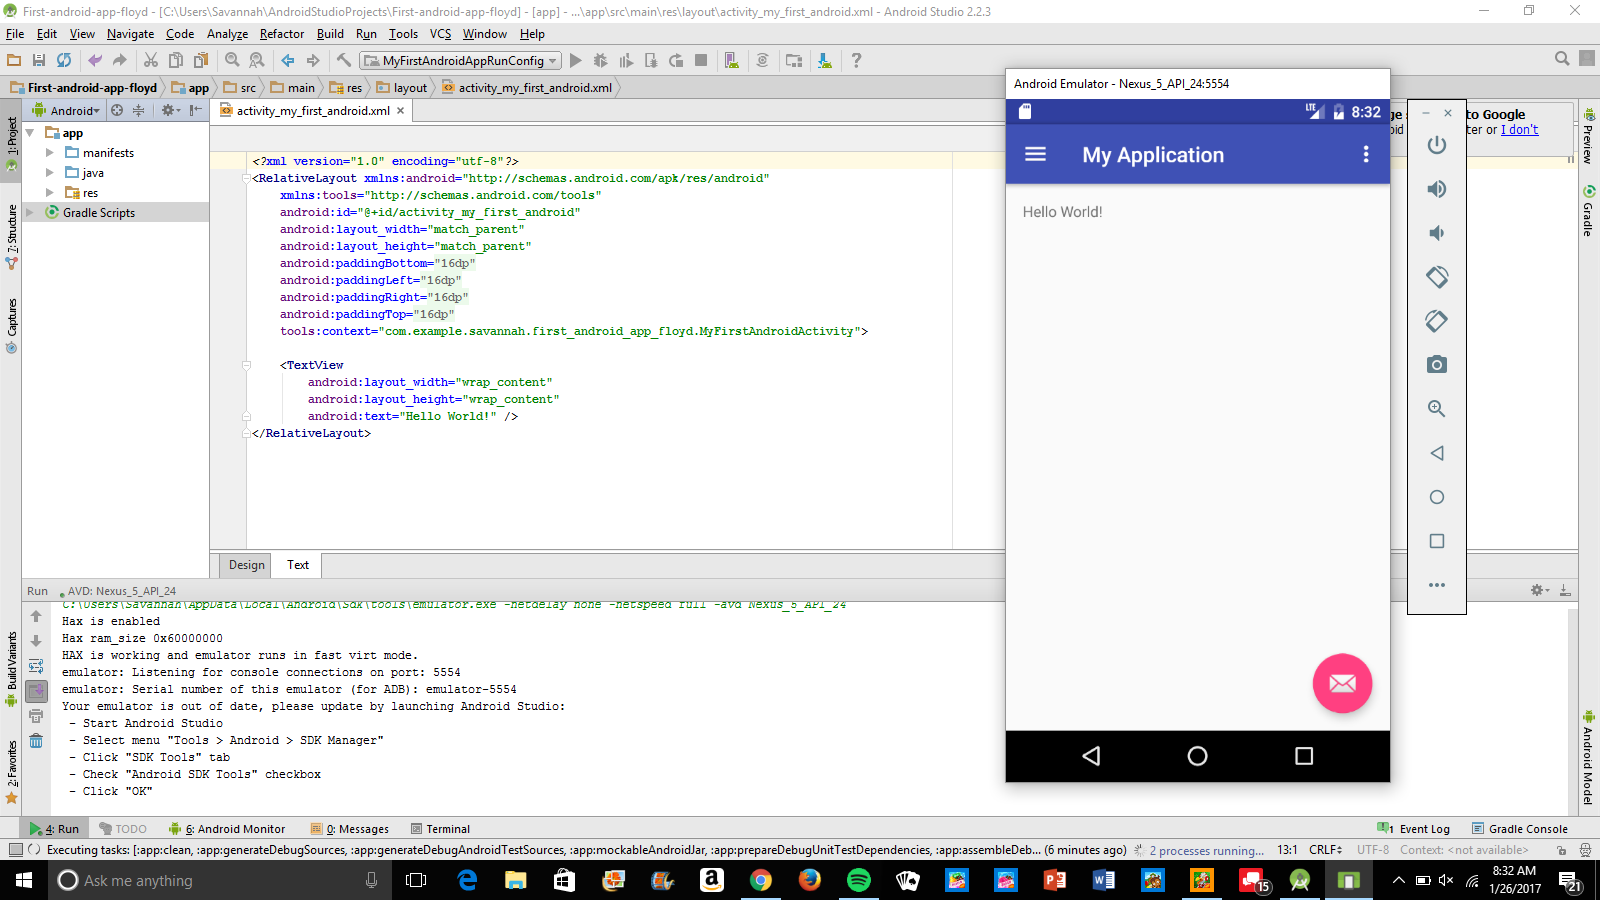 First-android-app-floyd - [C:\Users\Savannah\AndroidStudioProjects\First-android-app-floyd] - [app] - ...\app\src\main\res\layout\activity_my_first_android.xml - Android Studio 2.2.3
File Edit View Navigate Code Analyze Refactor Build Run Tools VCS Window Help
MyFirstAndroidAppRunConfig
First-android-app-floyd app src main res layout activity_my_first_android.xml
Android
activity_my_first_android.xml
1: Project
7: Structure
Captures
Build Variants
2: Favorites
app
manifests
java
res
Gradle Scripts
<?xml version="1.0" encoding="utf-8"?>
<RelativeLayout xmlns:android="http://schemas.android.com/apk/res/android"
xmlns:tools="http://schemas.android.com/tools"
android:id="@+id/activity_my_first_android"
android:layout_width="match_parent"
android:layout_height="match_parent"
android:paddingBottom="16dp"
android:paddingLeft="16dp"
android:paddingRight="16dp"
android:paddingTop="16dp"
tools:context="com.example.savannah.first_android_app_floyd.MyFirstAndroidActivity">
<TextView
android:layout_width="wrap_content"
android:layout_height="wrap_content"
android:text="Hello World!" />
</RelativeLayout>
Design Text
Android Emulator - Nexus_5_API_24:5554
LTE 8:32
My Application
Hello World!
to Google
or I don't
Preview
Gradle
Android Model
Run AVD: Nexus_5_API_24
C:\Users\Savannah\AppData\Local\Android\Sdk\tools\emulator.exe -netdelay none -netspeed full -avd Nexus_5_API_24
Hax is enabled
Hax ram_size 0x60000000
HAX is working and emulator runs in fast virt mode.
emulator: Listening for console connections on port: 5554
emulator: Serial number of this emulator (for ADB): emulator-5554
Your emulator is out of date, please update by launching Android Studio:
- Start Android Studio
- Select menu "Tools > Android > SDK Manager"
- Click "SDK Tools" tab
- Check "Android SDK Tools" checkbox
- Click "OK"
4: Run TODO 6: Android Monitor 0: Messages Terminal 1 Event Log Gradle Console
Executing tasks: [:app:clean, :app:generateDebugSources, :app:generateDebugAndroidTestSources, :app:mockableAndroidJar, :app:prepareDebugUnitTestDependencies, :app:assembleDeb... (6 minutes ago) 2 processes running... 13:1 CRLF UTF-8 Context: <no available>
Ask me anything
15
8:32 AM
1/26/2017
21